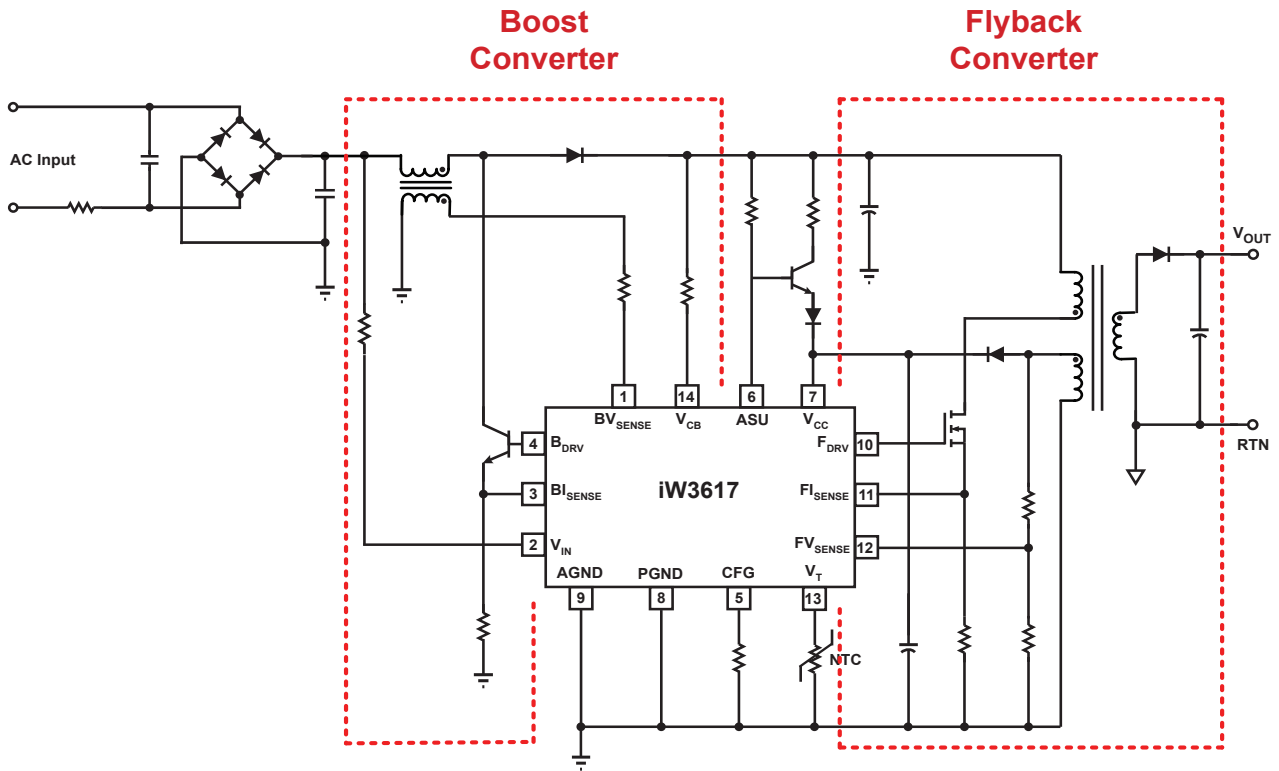 Boost
Converter
Flyback
Converter
AC Input
VOUT
RTN
1
14
6
7
BVSENSE
VCB
ASU
VCC
4
BDRV
FDRV
10
3
BISENSE
iW3617
FISENSE
11
2
VIN
FVSENSE
12
AGND
PGND
CFG
VT
9
8
5
13
NTC